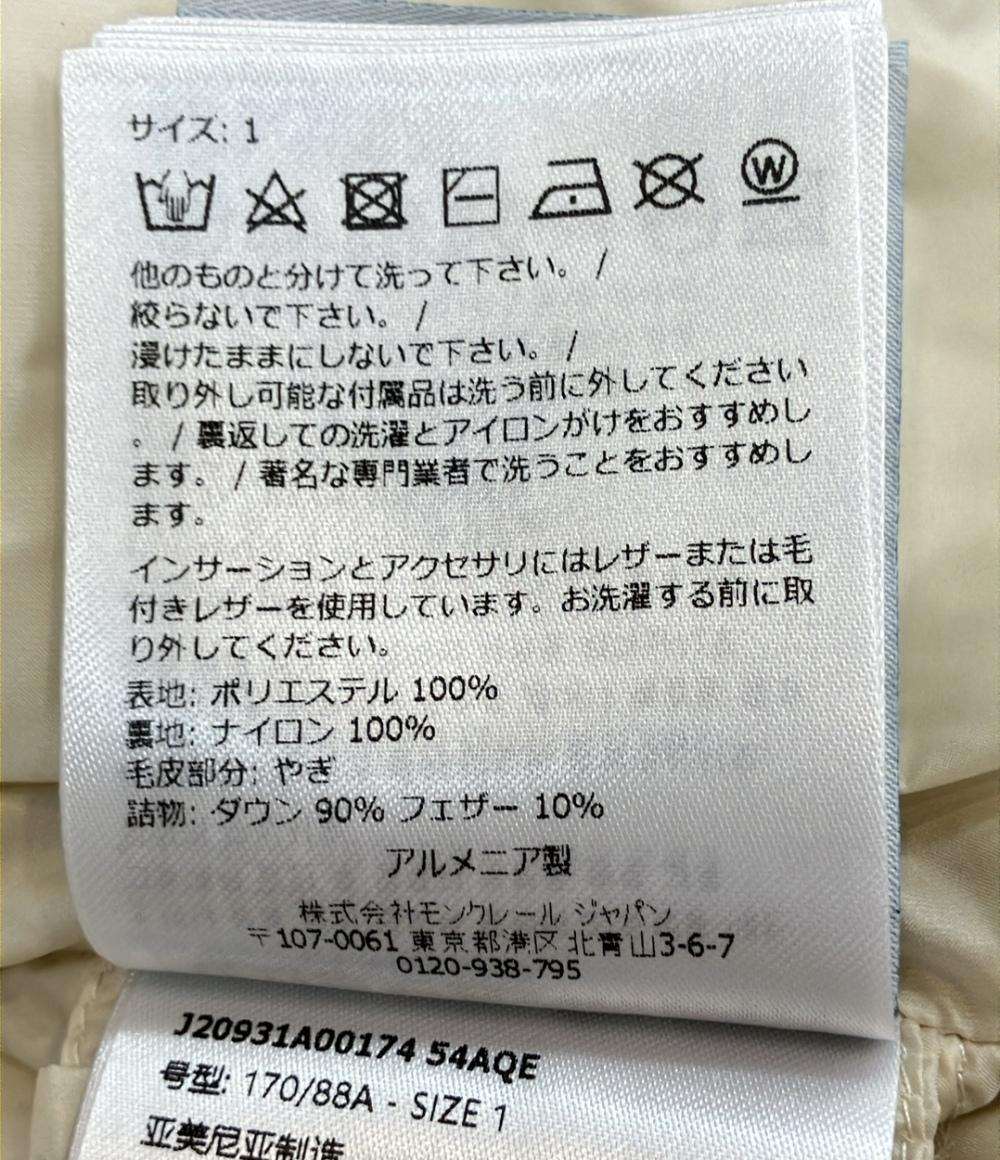 サイズ: 1
W
他のものと分けて洗って下さい。 /
絞らないで下さい。 /
浸けたままにしないで下さい。 /
取り外し可能な付属品は洗う前に外してください
。 / 裏返しての洗濯とアイロンがけをおすすめし
ます。 / 著名な専門業者で洗うことをおすすめし
ます。
インサーションとアクセサリにはレザーまたは毛
付きレザーを使用しています。お洗濯する前に取
り外してください。
表地: ポリエステル 100%
裏地: ナイロン 100%
毛皮部分: やぎ
詰物: ダウン 90% フェザー 10%
アルメニア製
株式会社モンクレール ジャパン
〒107-0061 東京都港区北青山3-6-7
0120-938-795
J20931A00174 54AQE
号型: 170/88A - SIZE 1
亚美尼亚制造